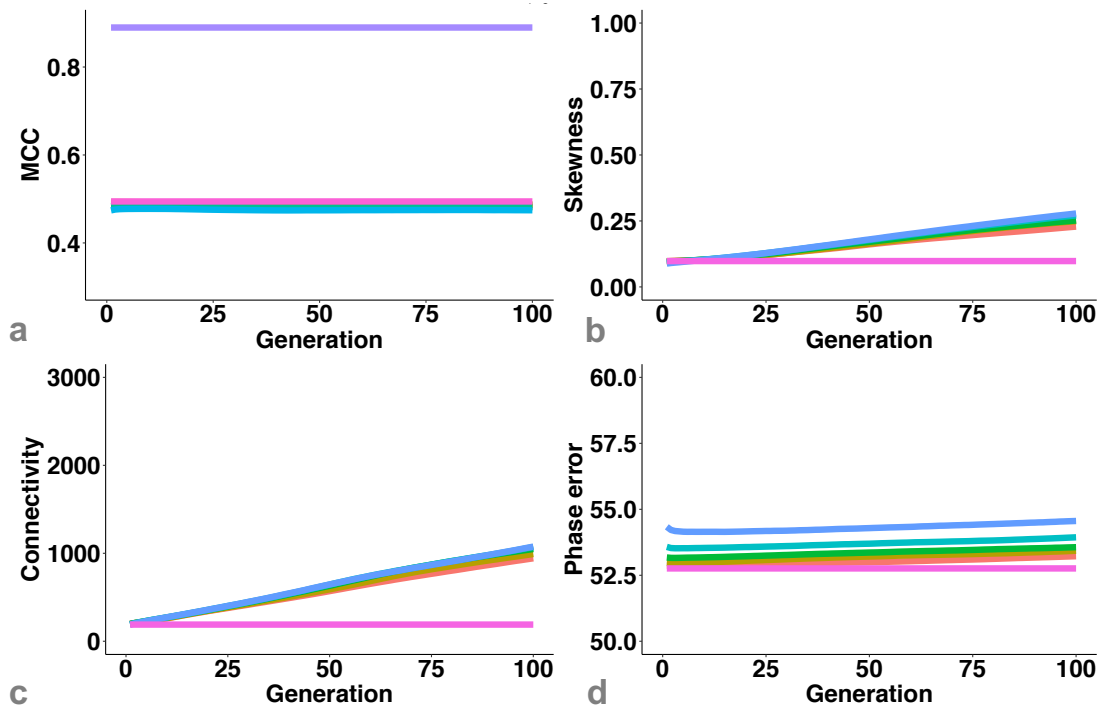 MCC
0.8
0.6
0.4
0 25 50 75 100
Generation
a
Skewness
1.00
0.75
0.50
0.25
0.00
0 25 50 75 100
Generation
b
Connectivity
3000
2000
1000
0
0 25 50 75 100
Generation
c
Phase error
60.0
57.5
55.0
52.5
50.0
0 25 50 75 100
Generation
d